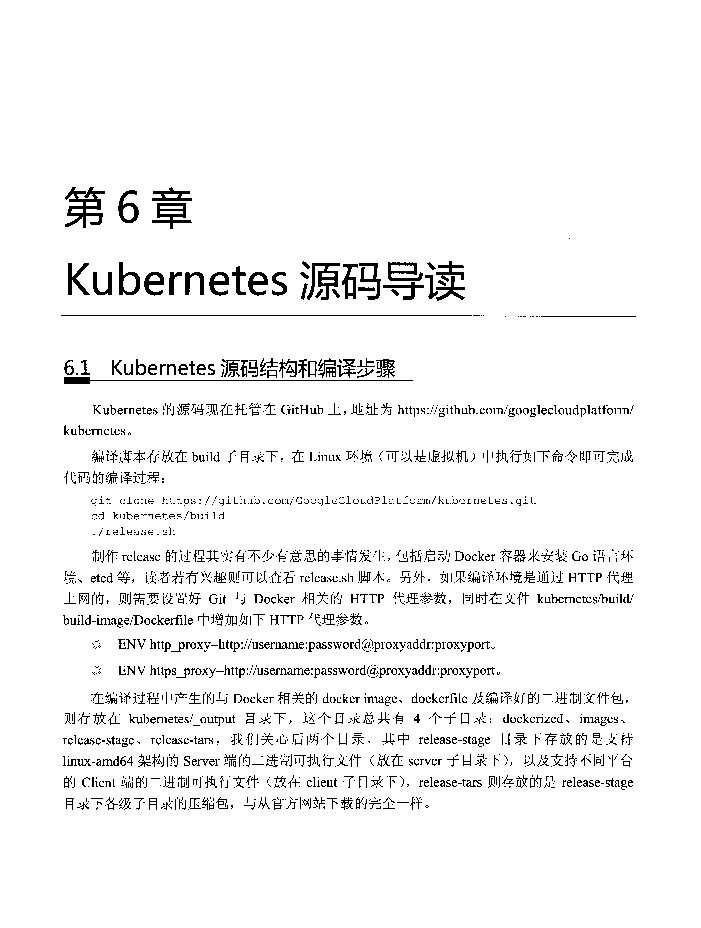 第 6 章
Kubernetes 源码导读
6.1 Kubernetes 源码结构和编译步骤
Kubernetes 的源码现在托管在 GitHub 上，地址为 https://github.com/googlecloudplatform/
kubernetes。
编译脚本存放在 build 子目录下，在 Linux 环境（可以是虚拟机）中执行如下命令即可完成
代码的编译过程：
git clone https://github.com/GoogleCloudPlatform/kubernetes.git
cd kubernetes/build
./release.sh
制作 release 的过程其实有不少有意思的事情发生，包括启动 Docker 容器来安装 Go 语言环
境、etcd 等，读者若有兴趣则可以查看 release.sh 脚本。另外，如果编译环境是通过 HTTP 代理
上网的，则需要设置好 Git 与 Docker 相关的 HTTP 代理参数，同时在文件 kubernetes/build/
build-image/Dockerfile 中增加如下 HTTP 代理参数。
ENV http_proxy=http://username:password@proxyaddr:proxyport。
ENV https_proxy=http://username:password@proxyaddr:proxyport。
在编译过程中产生的与 Docker 相关的 docker image、dockerfile 及编译好的二进制文件包，
则存放在 kubernetes/_output 目录下，这个目录总共有 4 个子目录：dockerized、images、
release-stage、release-tars，我们关心后两个目录，其中 release-stage 目录下存放的是支持
linux-amd64 架构的 Server 端的二进制可执行文件（放在 server 子目录下），以及支持不同平台
的 Client 端的二进制可执行文件（放在 client 子目录下），release-tars 则存放的是 release-stage
目录下各级子目录的压缩包，与从官方网站下载的完全一样。